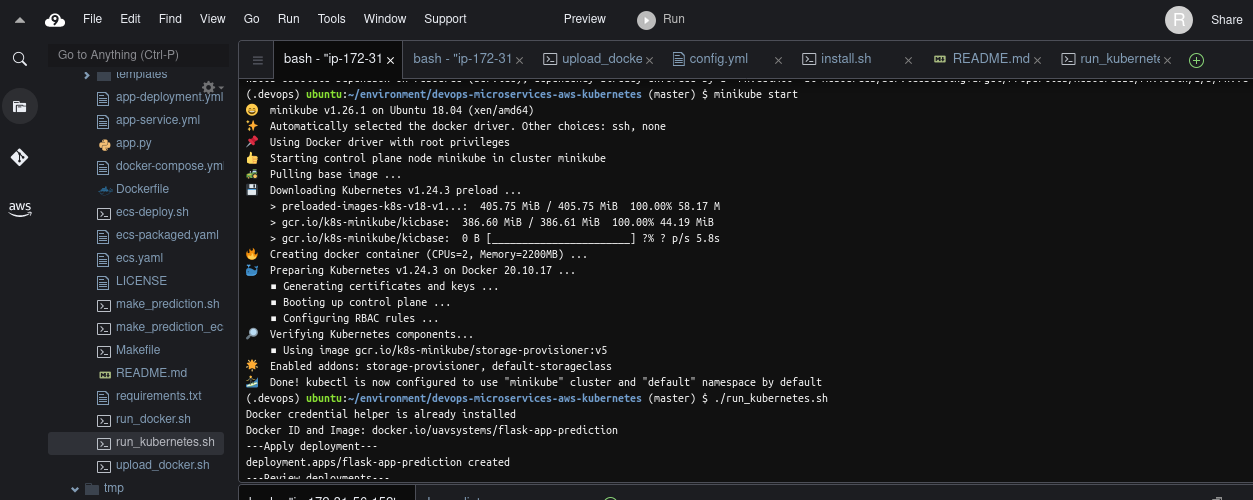 File Edit Find View Go Run Tools Window Support Preview Run R Share
Go to Anything (Ctrl-P)
templates
app-deployment.yml
app-service.yml
app.py
docker-compose.yml
Dockerfile
ecs-deploy.sh
ecs-packaged.yaml
ecs.yaml
LICENSE
make_prediction.sh
make_prediction_ec
Makefile
README.md
requirements.txt
run_docker.sh
run_kubernetes.sh
upload_docker.sh
tmp
aws
bash - "ip-172-31 bash - "ip-172-31 upload_docke config.yml install.sh README.md run_kubernete
(.devops) ubuntu:~/environment/devops-microservices-aws-kubernetes (master) $ minikube start
minikube v1.26.1 on Ubuntu 18.04 (xen/amd64)
Automatically selected the docker driver. Other choices: ssh, none
Using Docker driver with root privileges
Starting control plane node minikube in cluster minikube
Pulling base image ...
Downloading Kubernetes v1.24.3 preload ...
> preloaded-images-k8s-v18-v1...: 405.75 MiB / 405.75 MiB 100.00% 58.17 M
> gcr.io/k8s-minikube/kicbase: 386.60 MiB / 386.61 MiB 100.00% 44.19 MiB
> gcr.io/k8s-minikube/kicbase: 0 B [_______________________] ?% ? p/s 5.8s
Creating docker container (CPUs=2, Memory=2200MB) ...
Preparing Kubernetes v1.24.3 on Docker 20.10.17 ...
▪ Generating certificates and keys ...
▪ Booting up control plane ...
▪ Configuring RBAC rules ...
Verifying Kubernetes components...
▪ Using image gcr.io/k8s-minikube/storage-provisioner:v5
Enabled addons: storage-provisioner, default-storageclass
Done! kubectl is now configured to use "minikube" cluster and "default" namespace by default
(.devops) ubuntu:~/environment/devops-microservices-aws-kubernetes (master) $ ./run_kubernetes.sh
Docker credential helper is already installed
Docker ID and Image: docker.io/uavsystems/flask-app-prediction
---Apply deployment---
deployment.apps/flask-app-prediction created
---Review deployments---